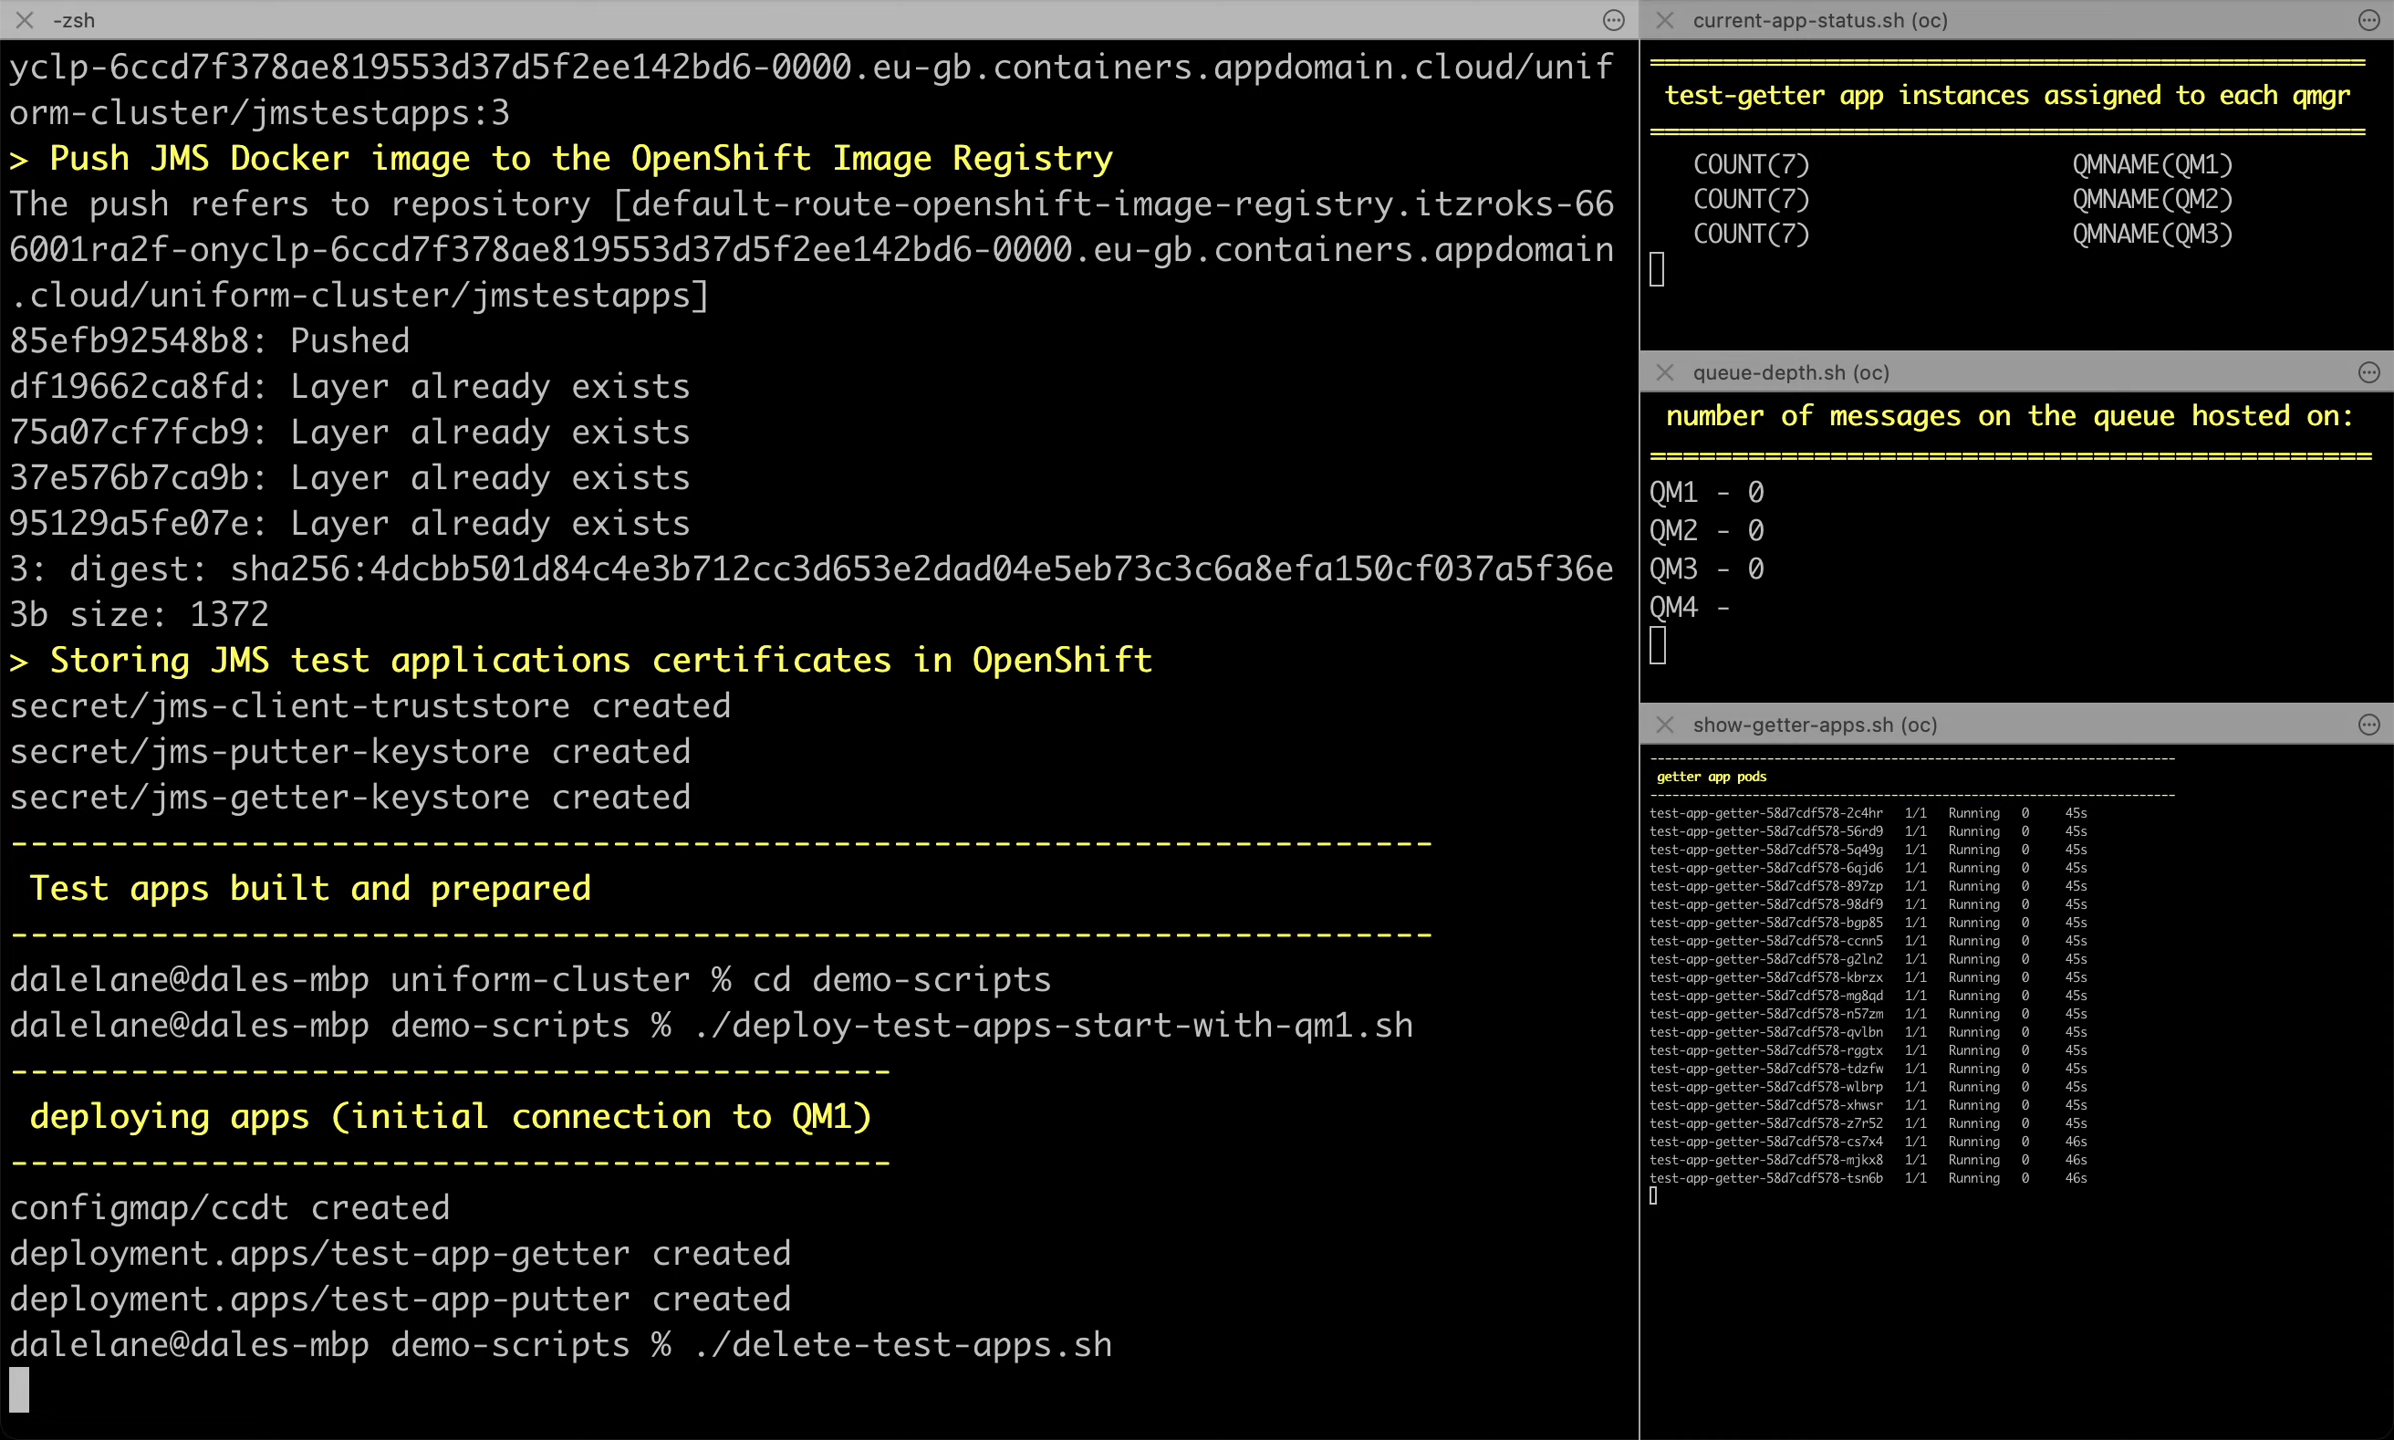 -zsh
yclp-6ccd7f378ae819553d37d5f2ee142bd6-0000.eu-gb.containers.appdomain.cloud/unif
orm-cluster/jmstestapps:3
> Push JMS Docker image to the OpenShift Image Registry
The push refers to repository [default-route-openshift-image-registry.itzroks-66
6001ra2f-onyclp-6ccd7f378ae819553d37d5f2ee142bd6-0000.eu-gb.containers.appdomain
.cloud/uniform-cluster/jmstestapps]
85efb92548b8: Pushed
df19662ca8fd: Layer already exists
75a07cf7fcb9: Layer already exists
37e576b7ca9b: Layer already exists
95129a5fe07e: Layer already exists
3: digest: sha256:4dcbb501d84c4e3b712cc3d653e2dad04e5eb73c3c6a8efa150cf037a5f36e
3b size: 1372
> Storing JMS test applications certificates in OpenShift
secret/jms-client-truststore created
secret/jms-putter-keystore created
secret/jms-getter-keystore created
-----------------------------------------------------------------------
Test apps built and prepared
-----------------------------------------------------------------------
dalelane@dales-mbp uniform-cluster % cd demo-scripts
dalelane@dales-mbp demo-scripts % ./deploy-test-apps-start-with-qm1.sh
--------------------------------------------
deploying apps (initial connection to QM1)
--------------------------------------------
configmap/ccdt created
deployment.apps/test-app-getter created
deployment.apps/test-app-putter created
dalelane@dales-mbp demo-scripts % ./delete-test-apps.sh
current-app-status.sh (oc)
=================================================
test-getter app instances assigned to each qmgr
=================================================
COUNT(7) QMNAME(QM1)
COUNT(7) QMNAME(QM2)
COUNT(7) QMNAME(QM3)
queue-depth.sh (oc)
number of messages on the queue hosted on:
============================================
QM1 - 0
QM2 - 0
QM3 - 0
QM4 -
show-getter-apps.sh (oc)
------------------------------------------------------------------------
getter app pods
------------------------------------------------------------------------
test-app-getter-58d7cdf578-2c4hr 1/1 Running 0 45s
test-app-getter-58d7cdf578-56rd9 1/1 Running 0 45s
test-app-getter-58d7cdf578-5q49g 1/1 Running 0 45s
test-app-getter-58d7cdf578-6qjd6 1/1 Running 0 45s
test-app-getter-58d7cdf578-897zp 1/1 Running 0 45s
test-app-getter-58d7cdf578-98df9 1/1 Running 0 45s
test-app-getter-58d7cdf578-bgp85 1/1 Running 0 45s
test-app-getter-58d7cdf578-ccnn5 1/1 Running 0 45s
test-app-getter-58d7cdf578-g2ln2 1/1 Running 0 45s
test-app-getter-58d7cdf578-kbrzx 1/1 Running 0 45s
test-app-getter-58d7cdf578-mg8qd 1/1 Running 0 45s
test-app-getter-58d7cdf578-n57zm 1/1 Running 0 45s
test-app-getter-58d7cdf578-qvlbn 1/1 Running 0 45s
test-app-getter-58d7cdf578-rggtx 1/1 Running 0 45s
test-app-getter-58d7cdf578-tdzfw 1/1 Running 0 45s
test-app-getter-58d7cdf578-wlbrp 1/1 Running 0 45s
test-app-getter-58d7cdf578-xhwsr 1/1 Running 0 45s
test-app-getter-58d7cdf578-z7r52 1/1 Running 0 45s
test-app-getter-58d7cdf578-cs7x4 1/1 Running 0 46s
test-app-getter-58d7cdf578-mjkx8 1/1 Running 0 46s
test-app-getter-58d7cdf578-tsn6b 1/1 Running 0 46s